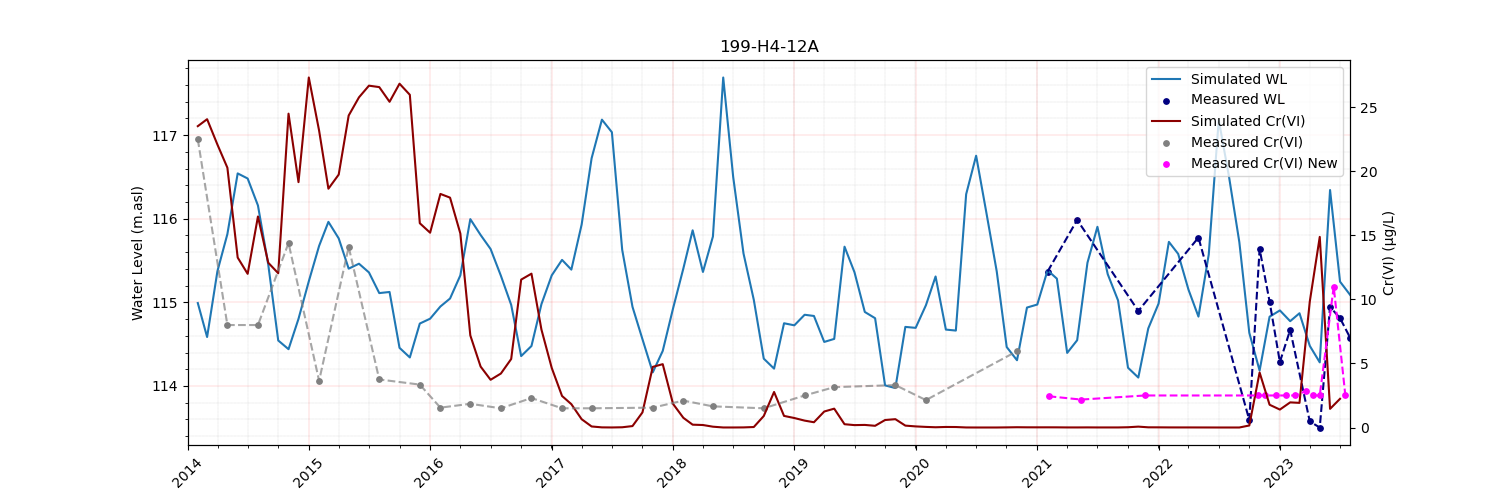 199-H4-12A
Simulated WL
Measured WL
Simulated Cr(VI)
Measured Cr(VI)
Measured Cr(VI) New
Water Level (m.asl)
117
116
115
114
Cr(VI) (μg/L)
25
20
15
10
5
0
2014
2015
2016
2017
2018
2019
2020
2021
2022
2023